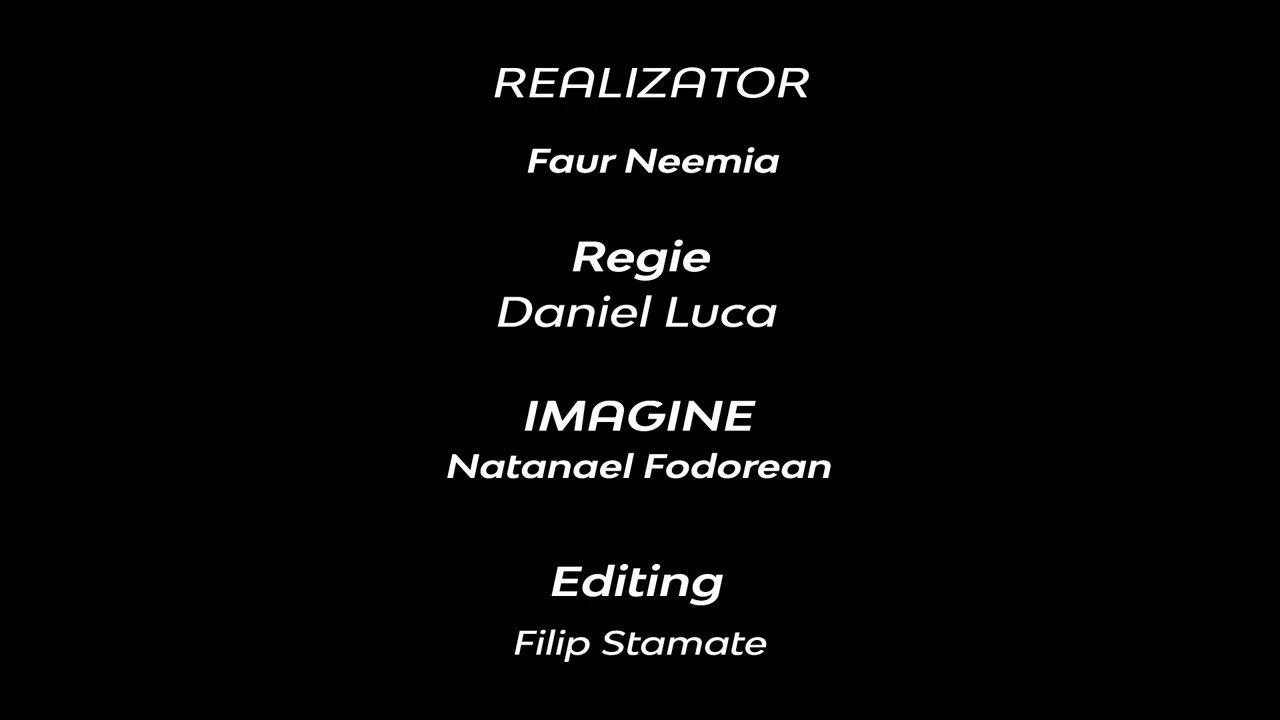 REALIZATOR
Faur Neemia
Regie
Daniel Luca
IMAGINE
Natanael Fodorean
Editing
Filip Stamate